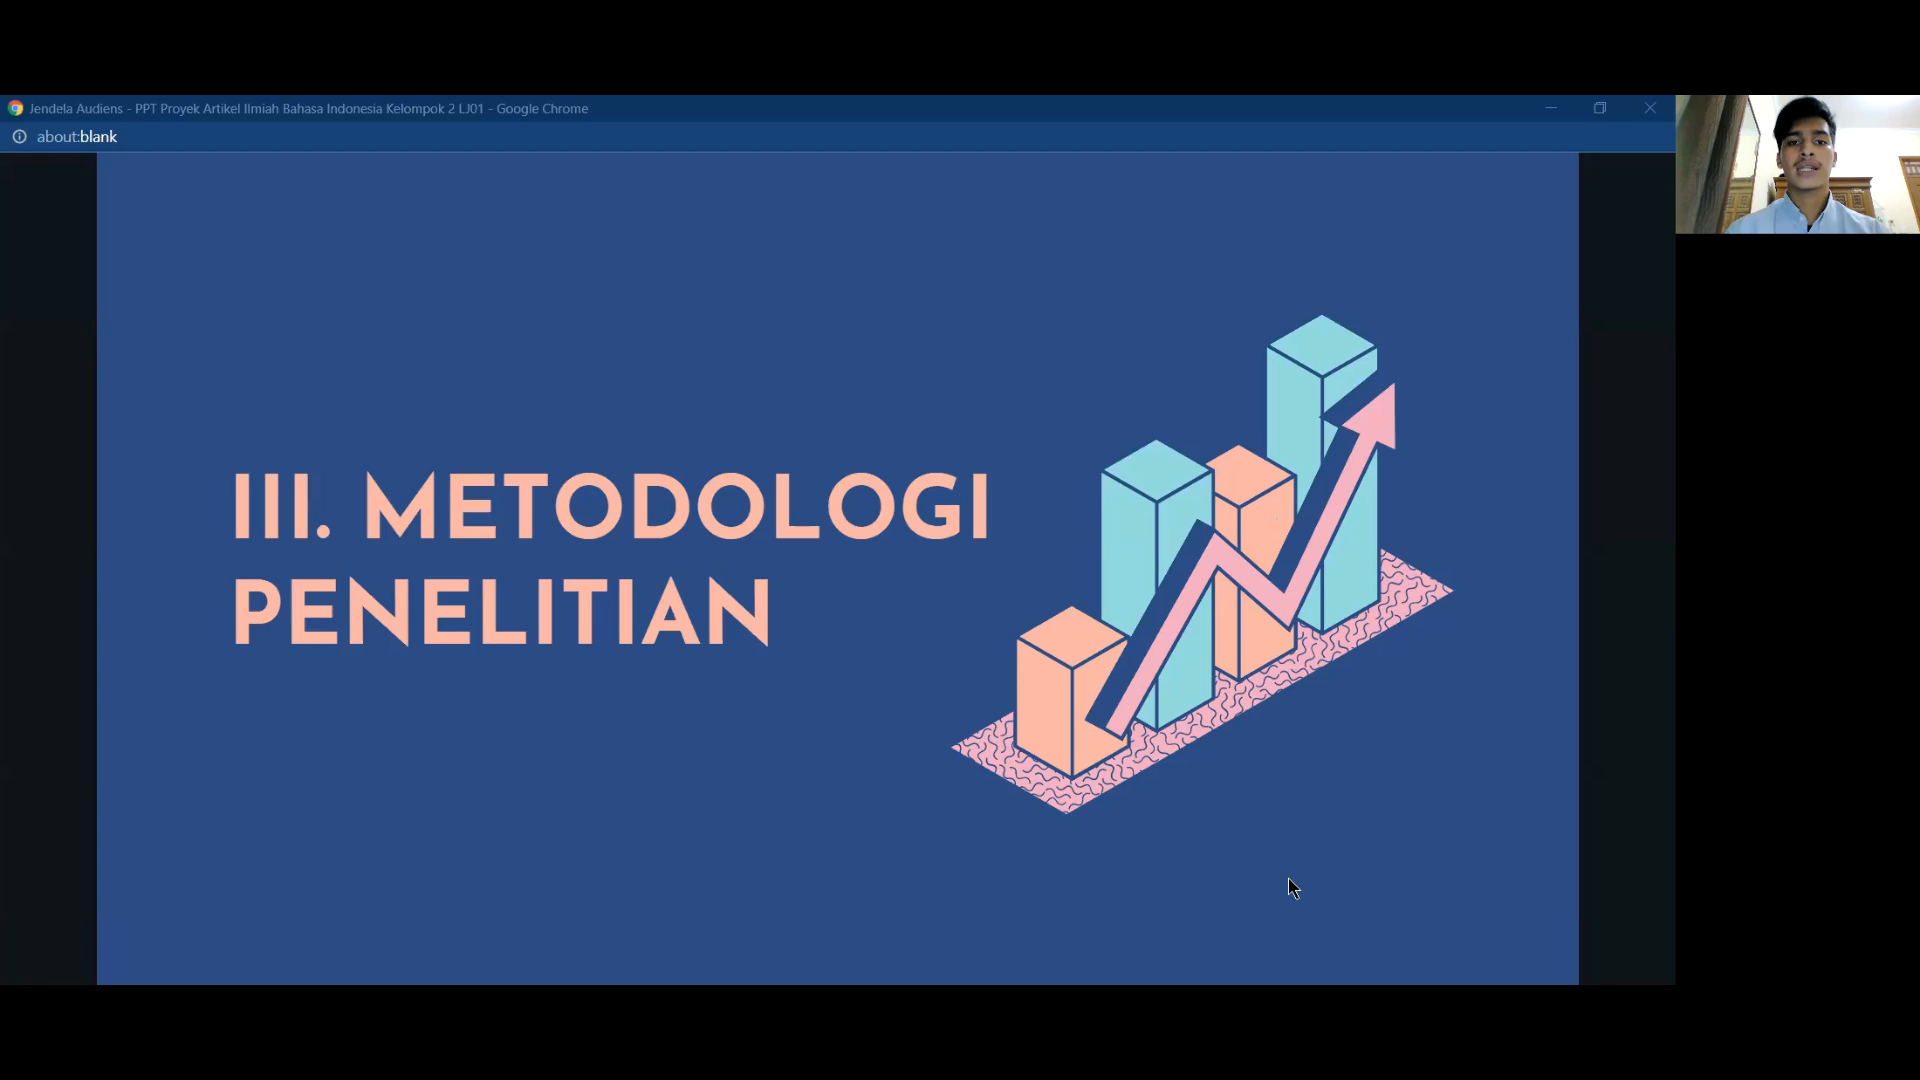 Jendela Audiens - PPT Proyek Artikel Ilmiah Bahasa Indonesia Kelompok 2 LJ01 - Google Chrome
about:blank
III. METODOLOGI
PENELITIAN